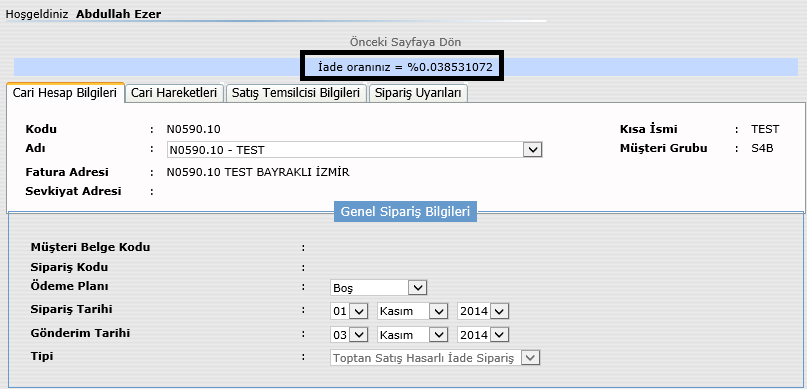 Hoşgeldiniz Abdullah Ezer
Önceki Sayfaya Dön
İade oranınız = %0.038531072
Cari Hesap Bilgileri Cari Hareketleri Satış Temsilcisi Bilgileri Sipariş Uyarıları
Kodu : N0590.10 Kısa İsmi : TEST
Adı : N0590.10 - TEST Müşteri Grubu : S4B
Fatura Adresi : N0590.10 TEST BAYRAKLI İZMİR
Sevkiyat Adresi :
Genel Sipariş Bilgileri
Müşteri Belge Kodu :
Sipariş Kodu :
Ödeme Planı : Boş
Sipariş Tarihi : 01 Kasım 2014
Gönderim Tarihi : 03 Kasım 2014
Tipi : Toptan Satış Hasarlı İade Sipariş